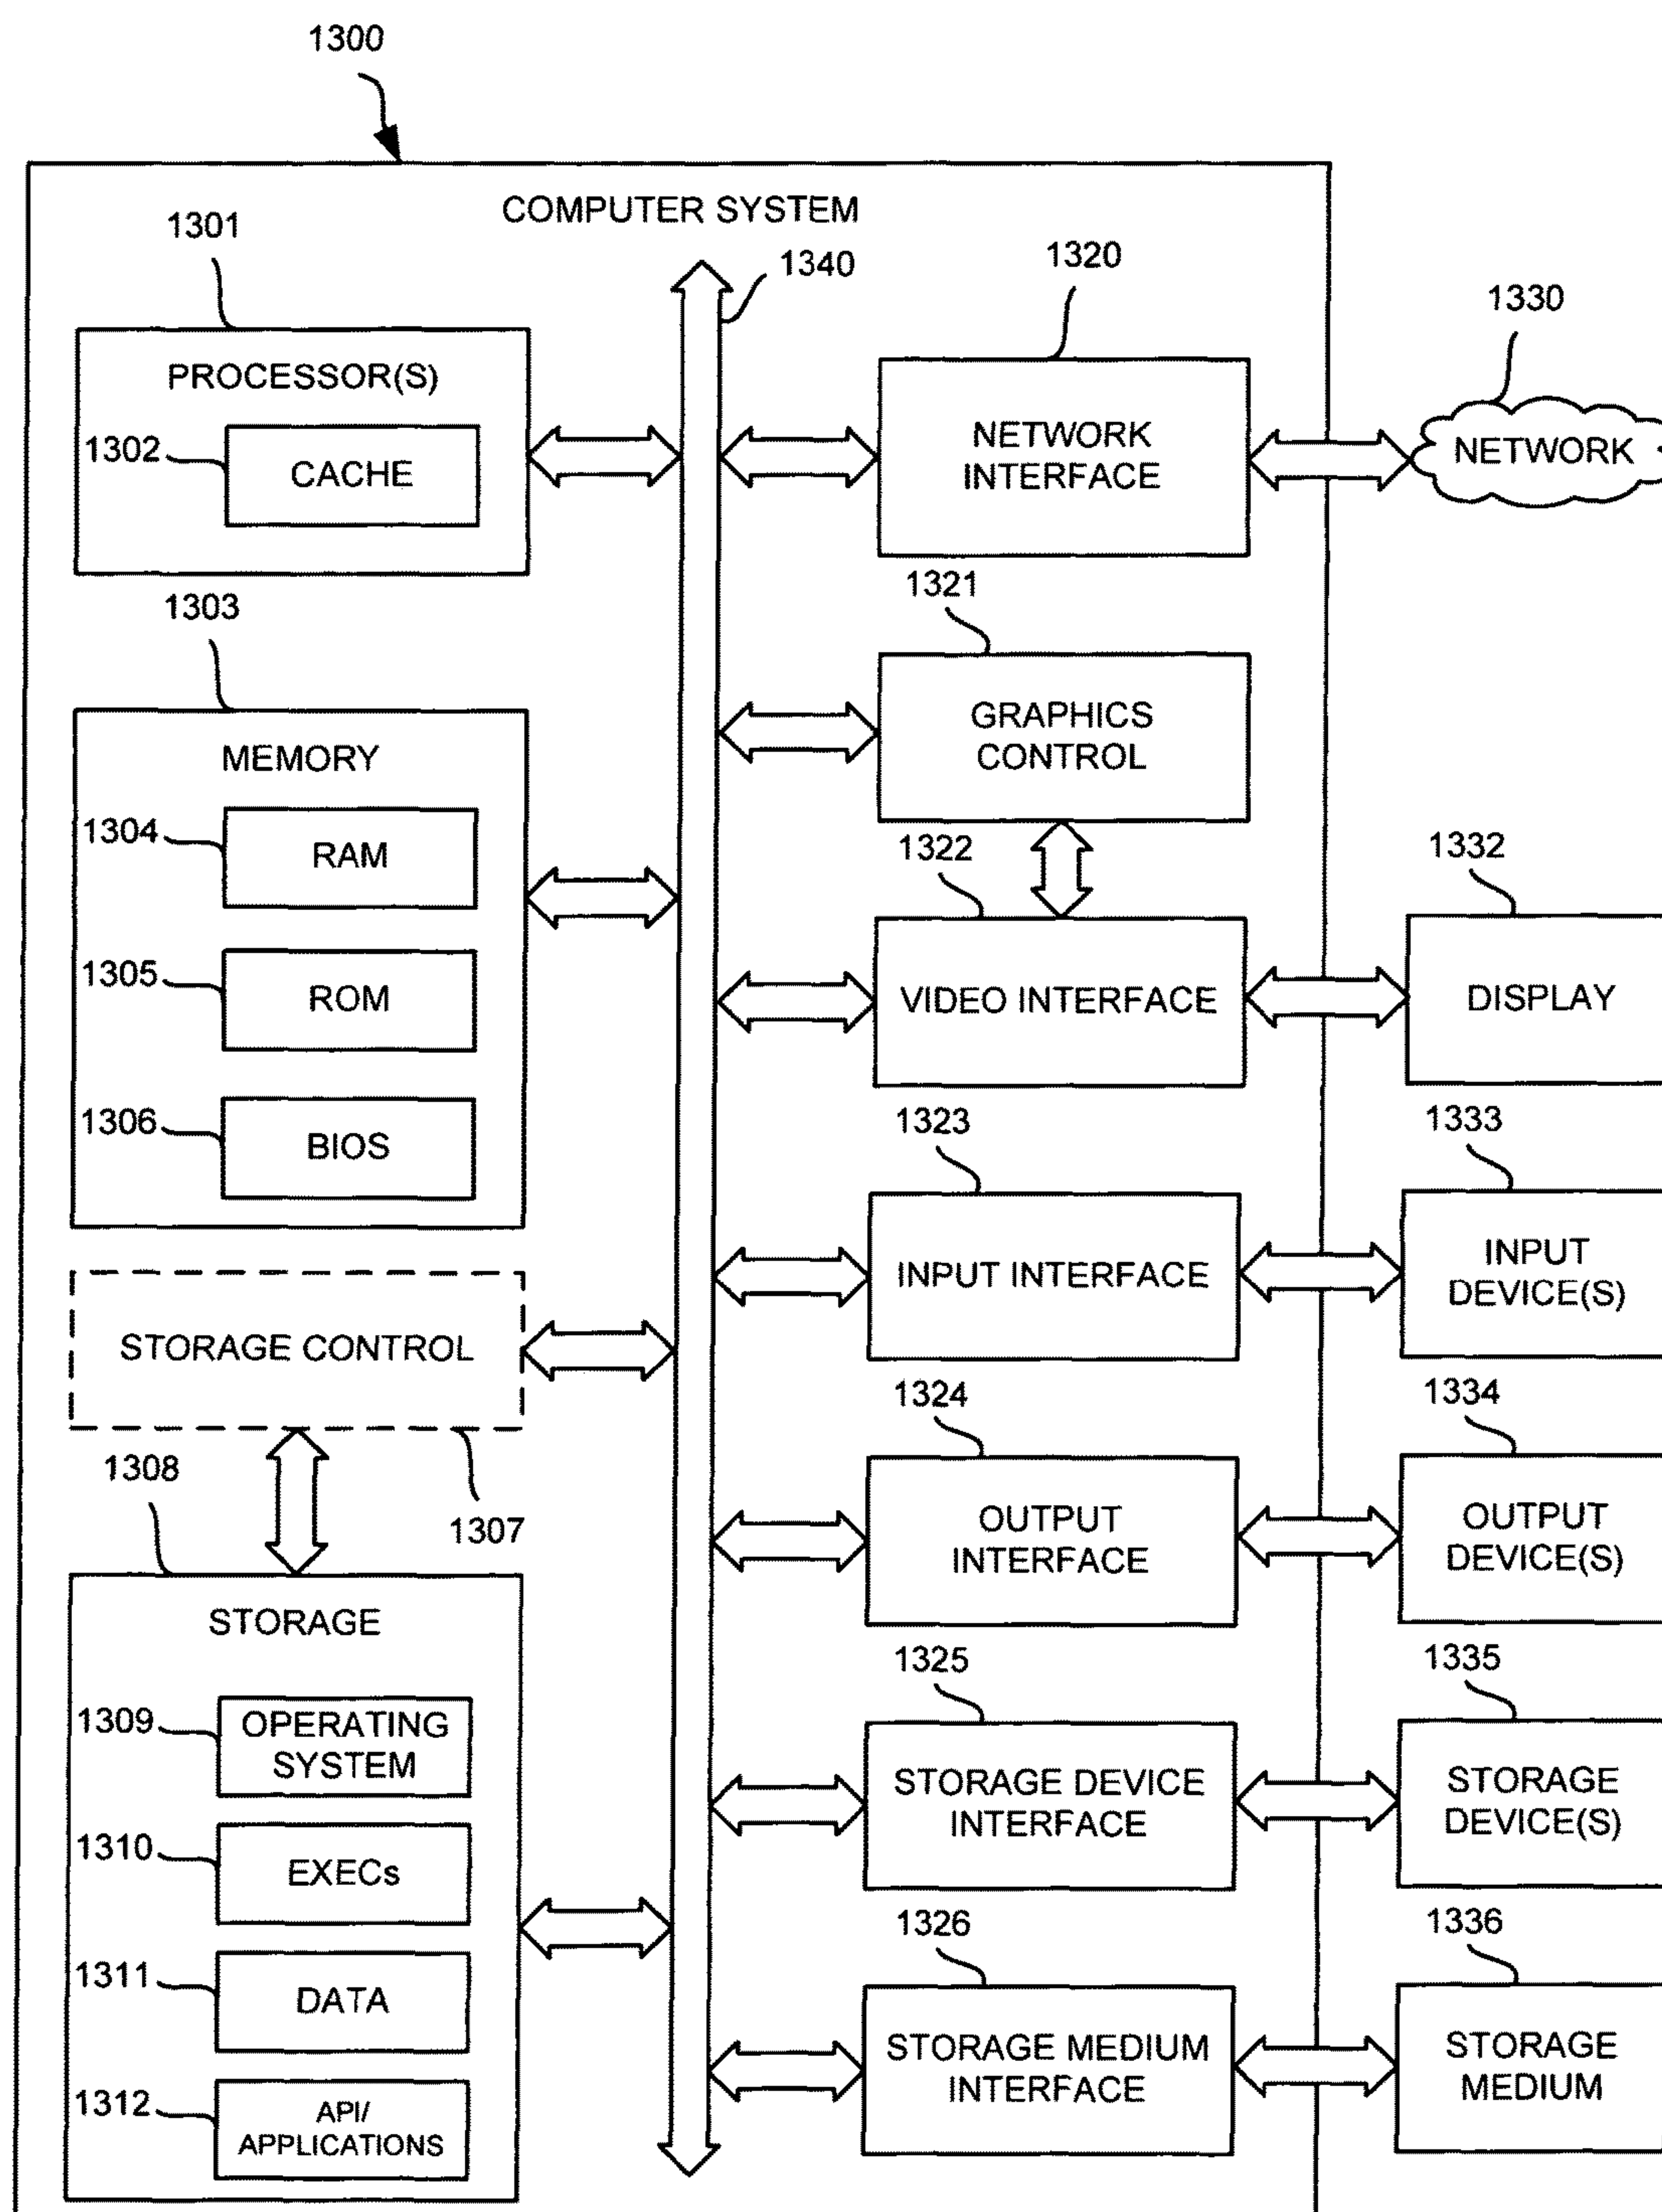 1300
COMPUTER SYSTEM
1301
1340
1320
1330
PROCESSOR(S)
1302
CACHE
NETWORK
INTERFACE
NETWORK
1303
1321
MEMORY
GRAPHICS
CONTROL
1304
RAM
1322
1332
1305
ROM
VIDEO INTERFACE
DISPLAY
1306
BIOS
1323
1333
INPUT INTERFACE
INPUT
DEVICE(S)
STORAGE CONTROL
1324
1334
1308
1307
OUTPUT
INTERFACE
OUTPUT
DEVICE(S)
STORAGE
1325
1335
1309
OPERATING
SYSTEM
STORAGE DEVICE
INTERFACE
STORAGE
DEVICE(S)
1310
EXECs
1326
1336
1311
DATA
STORAGE MEDIUM
INTERFACE
STORAGE
MEDIUM
1312
API/
APPLICATIONS